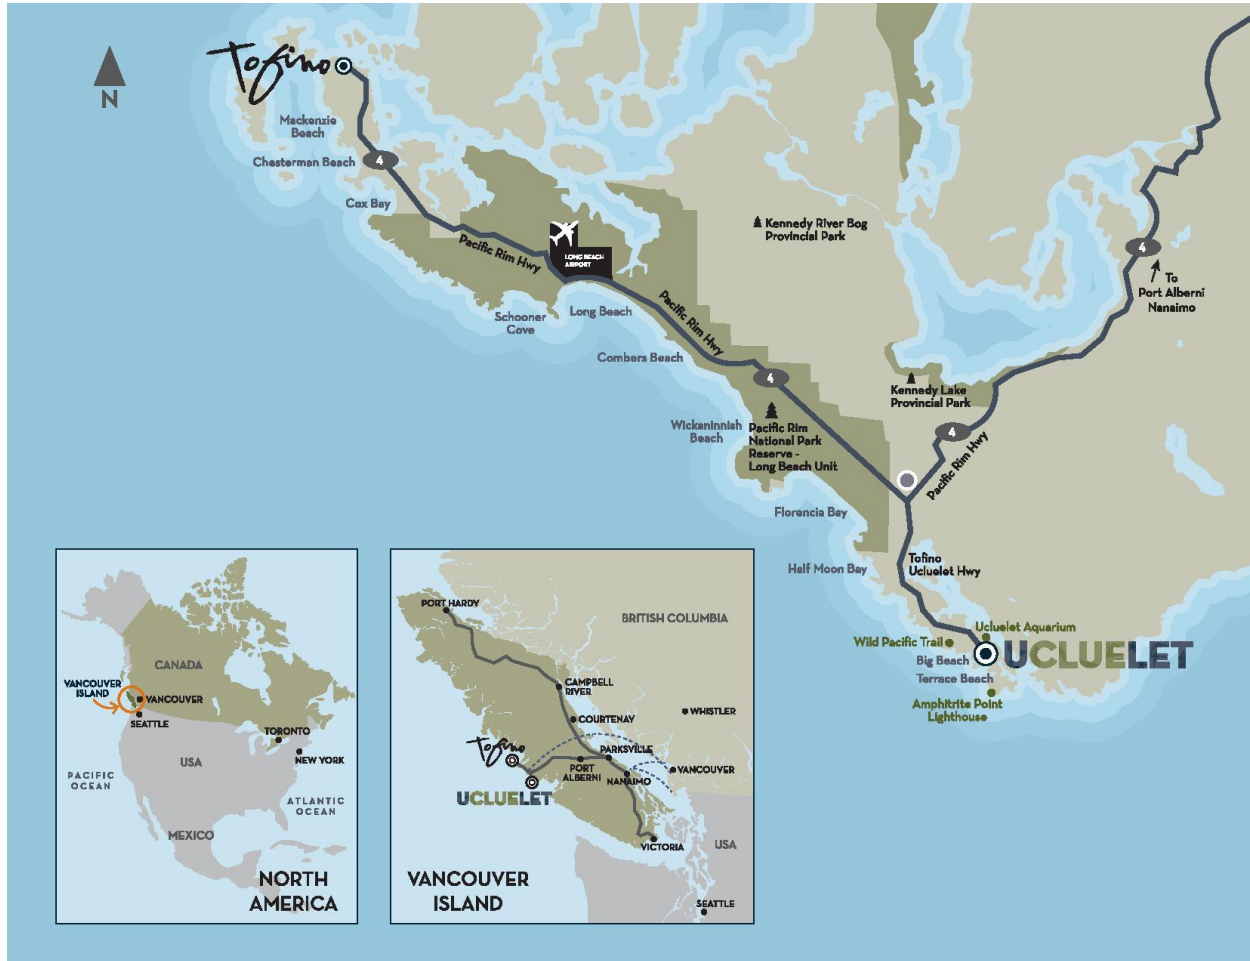 Tofino
N
Mackenzie
Beach
Chesterman Beach
4
Cox Bay
Pacific Rim Hwy
LONG BEACH
AIRPORT
Schooner
Cove
Long Beach
Combers Beach
Pacific Rim Hwy
4
Wickaninnish
Beach
Pacific Rim
National Park
Reserve -
Long Beach Unit
Florencia Bay
Half Moon Bay
Kennedy River Bog
Provincial Park
Kennedy Lake
Provincial Park
4
Pacific Rim Hwy
4
To
Port Alberni
Nanaimo
Tofino
Ucluelet Hwy
Ucluelet Aquarium
Wild Pacific Trail
Big Beach
UCLUELET
Terrace Beach
Amphitrite Point
Lighthouse
CANADA
VANCOUVER
ISLAND
VANCOUVER
SEATTLE
TORONTO
NEW YORK
USA
PACIFIC
OCEAN
ATLANTIC
OCEAN
MEXICO
NORTH
AMERICA
PORT HARDY
BRITISH COLUMBIA
CAMPBELL
RIVER
WHISTLER
COURTENAY
Tofino
PARKSVILLE
PORT
ALBERNI
NANAIMO
VANCOUVER
UCLUELET
VICTORIA
USA
VANCOUVER
ISLAND
SEATTLE